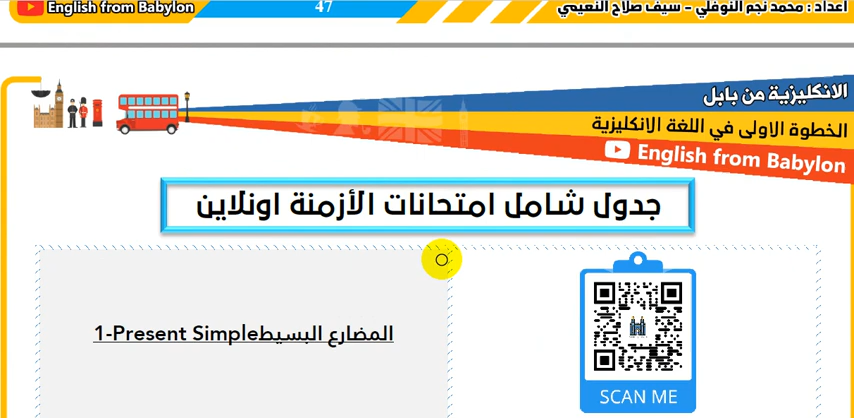 English from Babylon
47
اعداد : محمد نجم النوفلي - سيف صلاح النعيمي
الانكليزية من بابل
الخطوة الاولى في اللغة الانكليزية
English from Babylon
جدول شامل امتحانات الأزمنة اونلاين
1-Present Simpleالمضارع البسيط
SCAN ME